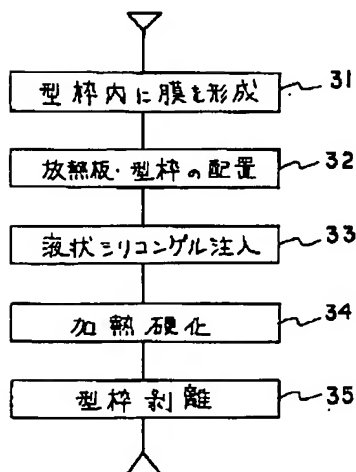 型枠内に膜を形成 31
放熱版・型枠の配置 32
液状シリコンゲル注入 33
加熱硬化 34
型枠剥離 35